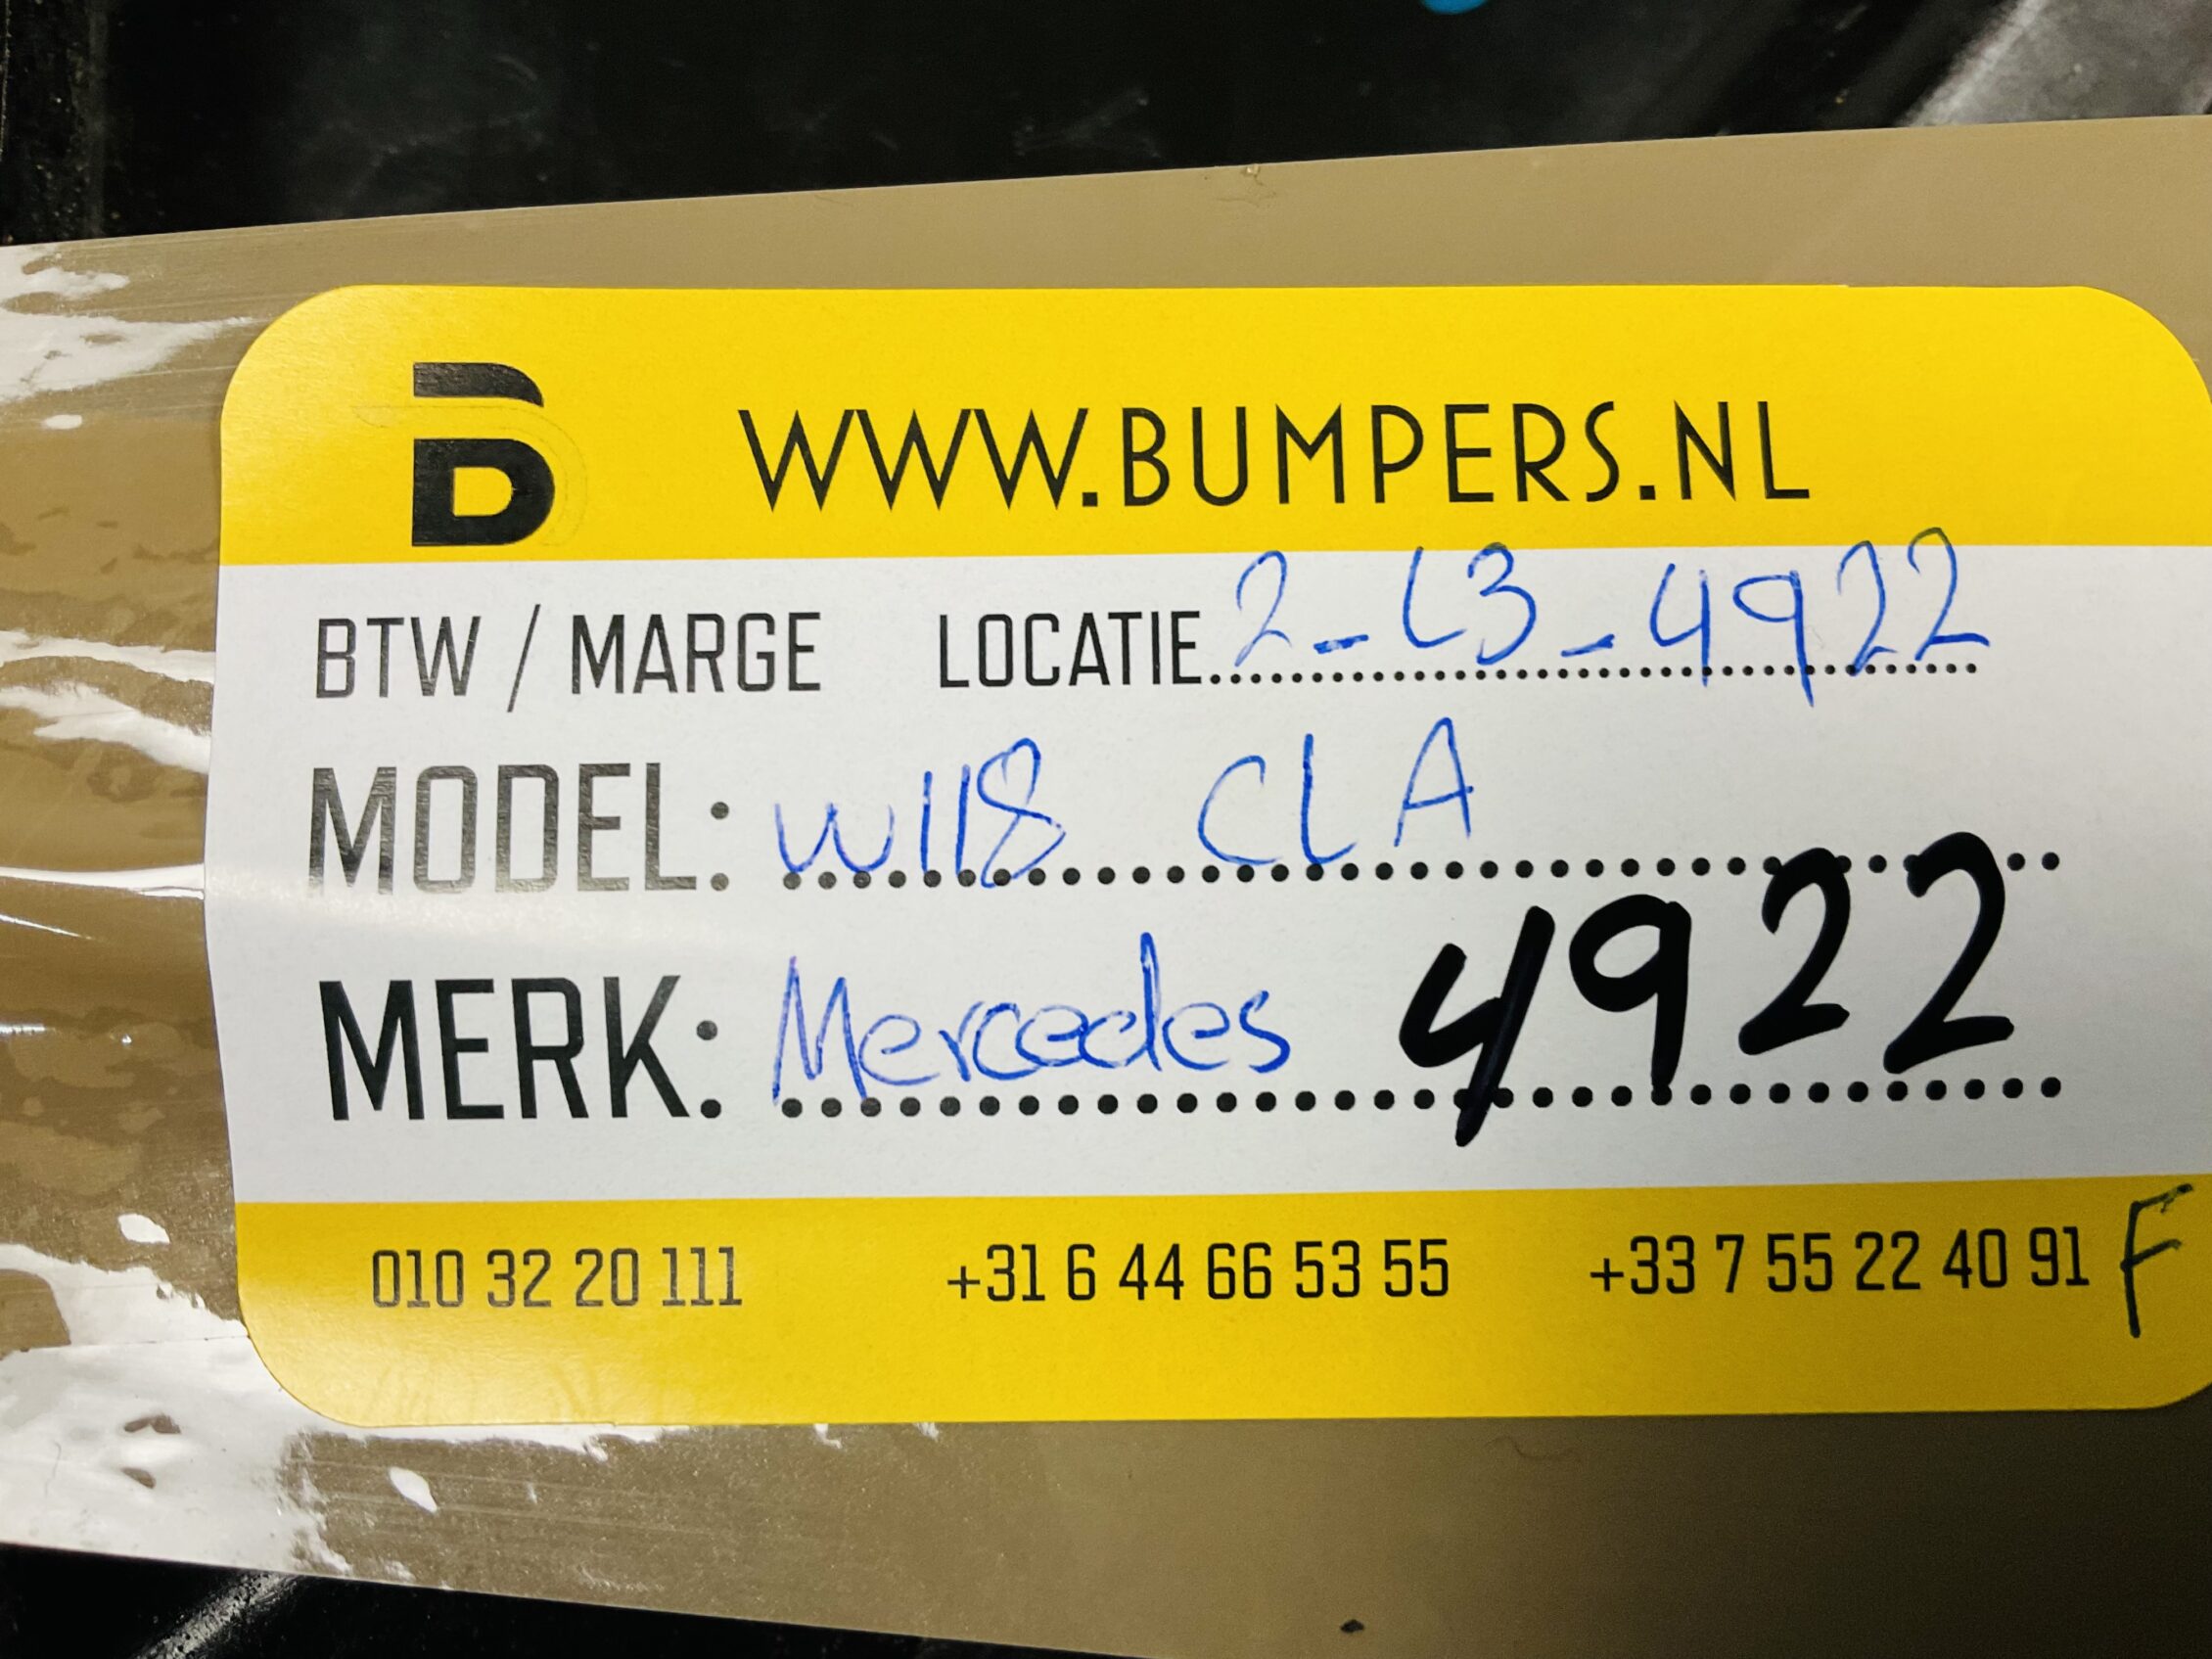 B WWW.BUMPERS.NL
BTW / MARGE LOCATIE 2-L3-4922
MODEL: W118 CLA
MERK: Mercedes 4922
010 32 20 111 +31 6 44 66 53 55 +33 7 55 22 40 91 F